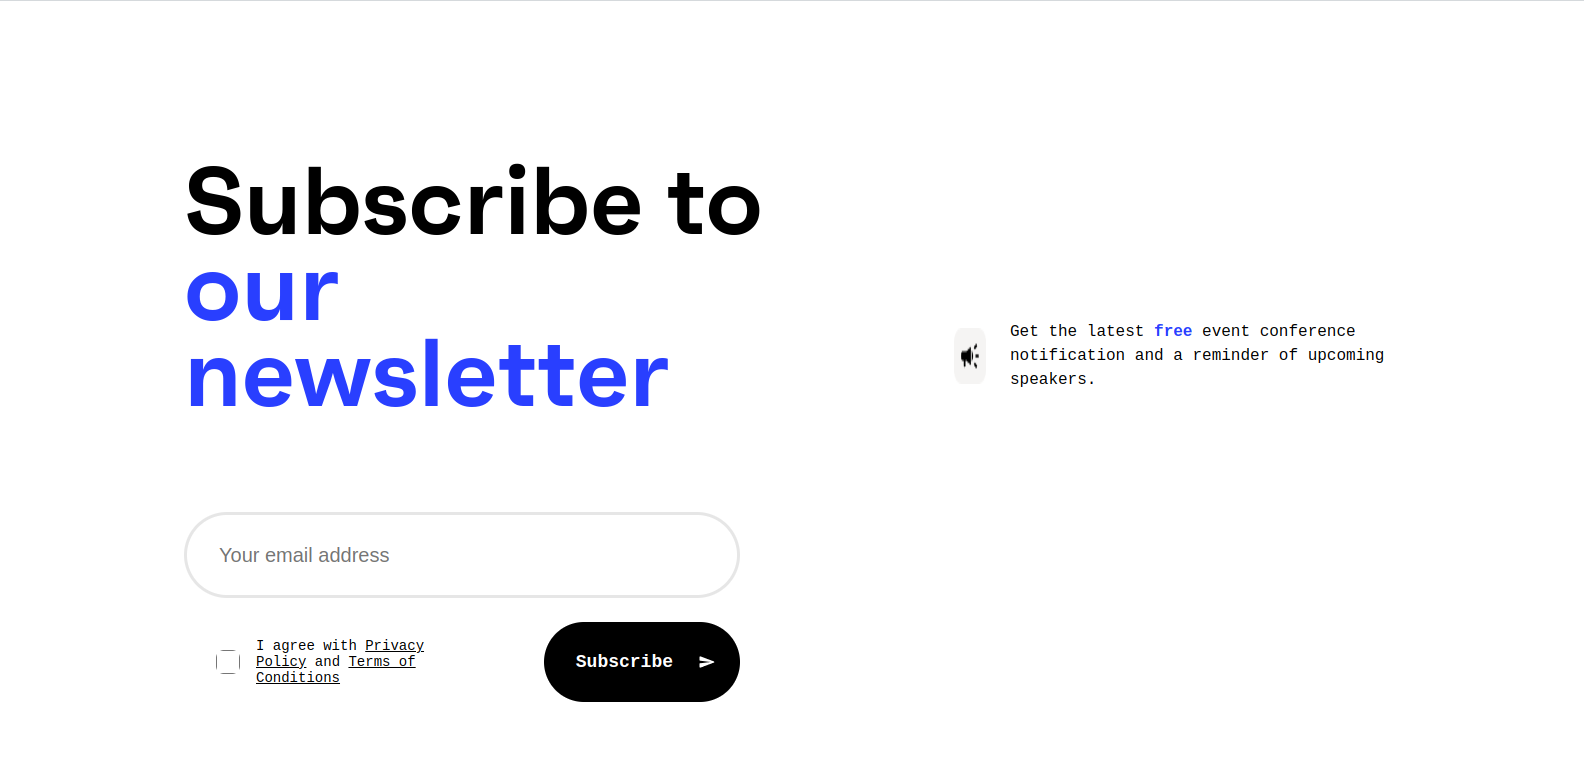 Subscribe to
our
newsletter
Get the latest free event conference
notification and a reminder of upcoming
speakers.
Your email address
I agree with Privacy
Policy and Terms of
Conditions
Subscribe